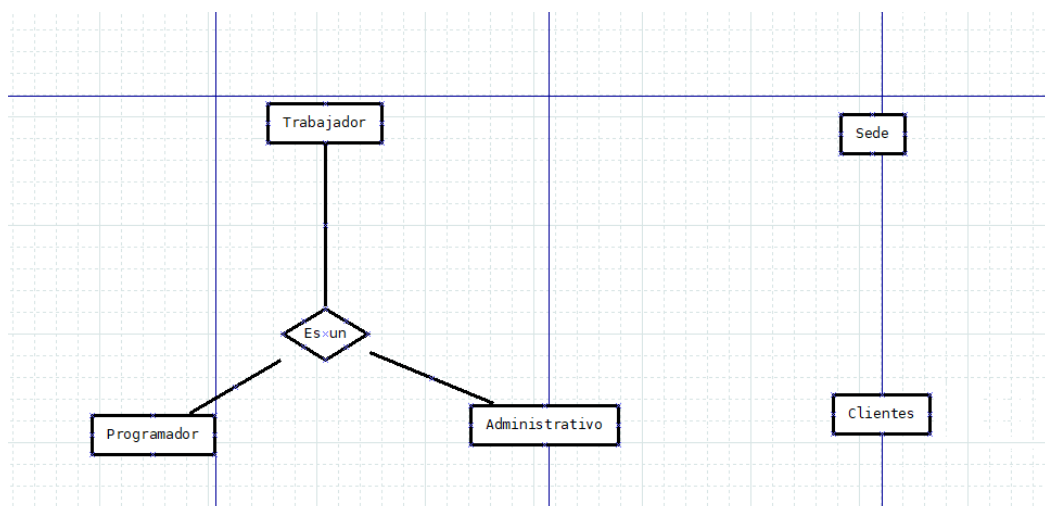 Trabajador
Sede
Es un
Programador
Administrativo
Clientes